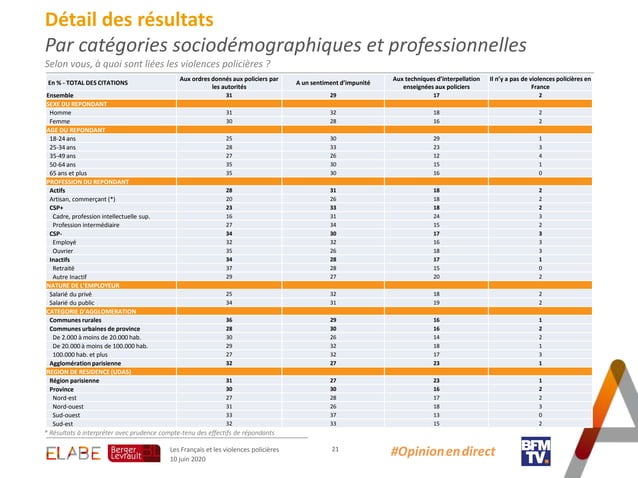 Détail des résultats
Par catégories sociodémographiques et professionnelles
Selon vous, à quoi sont liées les violences policières ?
En % - TOTAL DES CITATIONS Aux ordres donnés aux policiers par les autorités A un sentiment d'impunité Aux techniques d'interpellation enseignées aux policiers Il n'y a pas de violences policières en France
Ensemble 31 29 17 2
SEXE DU REPONDANT
Homme 31 32 18 2
Femme 30 28 16 2
AGE DU REPONDANT
18-24 ans 25 30 29 1
25-34 ans 28 33 23 3
35-49 ans 27 26 12 4
50-64 ans 35 30 15 1
65 ans et plus 35 30 16 0
PROFESSION DU REPONDANT
Actifs 28 31 18 2
Artisan, commerçant (*) 20 26 18 2
CSP+ 23 33 18 2
Cadre, profession intellectuelle sup. 16 31 24 3
Profession intermédiaire 27 34 15 2
CSP- 34 30 17 3
Employé 32 32 16 3
Ouvrier 35 26 18 3
Inactifs 34 28 17 1
Retraité 37 28 15 0
Autre Inactif 29 27 20 2
NATURE DE L'EMPLOYEUR
Salarié du privé 25 32 18 2
Salarié du public 34 31 19 2
CATEGORIE D'AGGLOMERATION
Communes rurales 36 29 16 1
Communes urbaines de province 28 30 16 2
De 2.000 à moins de 20.000 hab. 30 26 14 2
De 20.000 à moins de 100.000 hab. 29 32 18 1
100.000 hab. et plus 27 32 17 3
Agglomération parisienne 32 27 23 1
REGION DE RESIDENCE (UDA5)
Région parisienne 31 27 23 1
Province 30 30 16 2
Nord-est 27 28 17 2
Nord-ouest 31 26 18 3
Sud-ouest 33 37 13 0
Sud-est 32 33 15 2
* Résultats à interpréter avec prudence compte-tenu des effectifs de répondants
ELABE
Berger Levrault
Les Français et les violences policières
10 juin 2020
21
#Opinion en direct
BFM TV.